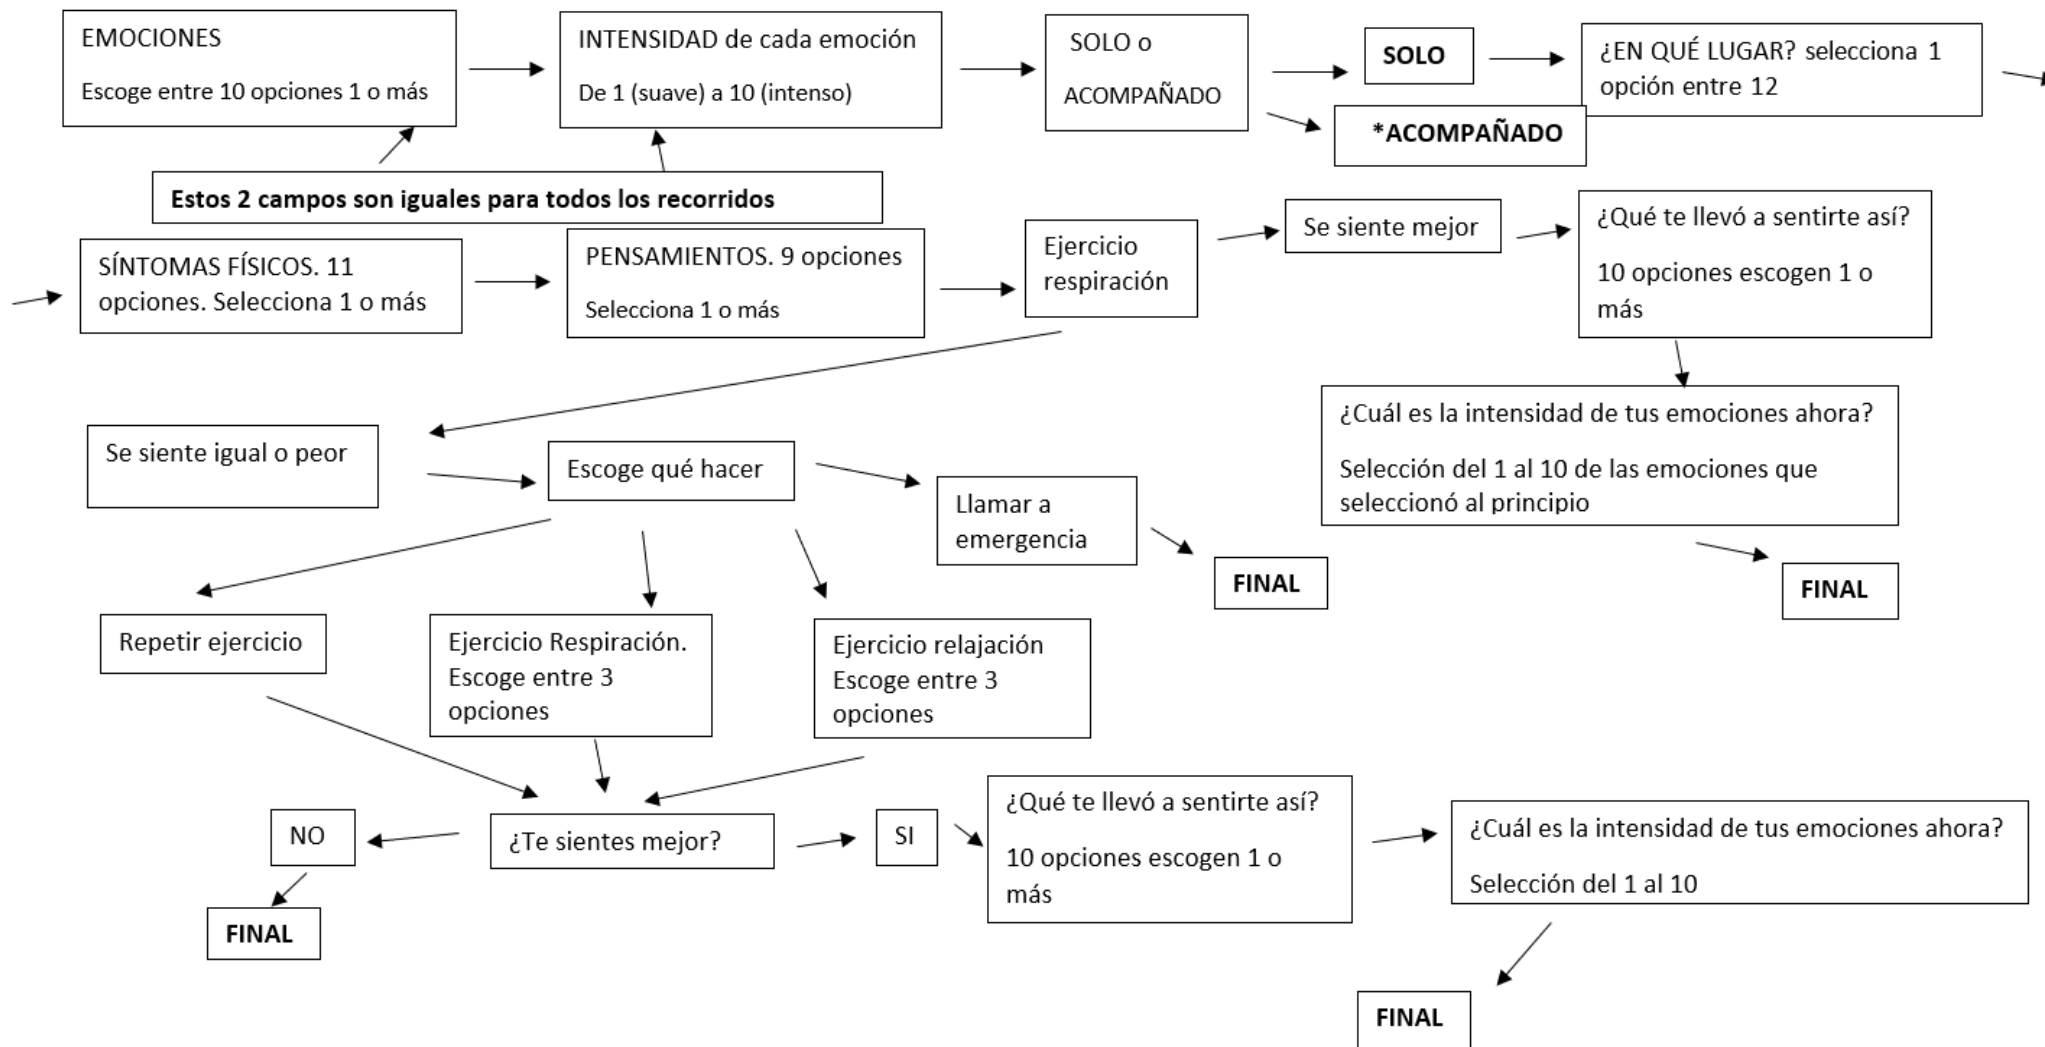 EMOCIONES
Escoge entre 10 opciones 1 o más
INTENSIDAD de cada emoción
De 1 (suave) a 10 (intenso)
SOLO o
ACOMPAÑADO
SOLO
¿EN QUÉ LUGAR? selecciona 1
opción entre 12
*ACOMPAÑADO
Estos 2 campos son iguales para todos los recorridos
SÍNTOMAS FÍSICOS. 11
opciones. Selecciona 1 o más
PENSAMIENTOS. 9 opciones
Selecciona 1 o más
Ejercicio
respiración
Se siente mejor
¿Qué te llevó a sentirte así?
10 opciones escogen 1 o
más
¿Cuál es la intensidad de tus emociones ahora?
Selección del 1 al 10 de las emociones que
seleccionó al principio
FINAL
Se siente igual o peor
Escoge qué hacer
Llamar a
emergencia
FINAL
Repetir ejercicio
Ejercicio Respiración.
Escoge entre 3
opciones
Ejercicio relajación
Escoge entre 3
opciones
¿Te sientes mejor?
NO
FINAL
SI
¿Qué te llevó a sentirte así?
10 opciones escogen 1 o
más
¿Cuál es la intensidad de tus emociones ahora?
Selección del 1 al 10
FINAL